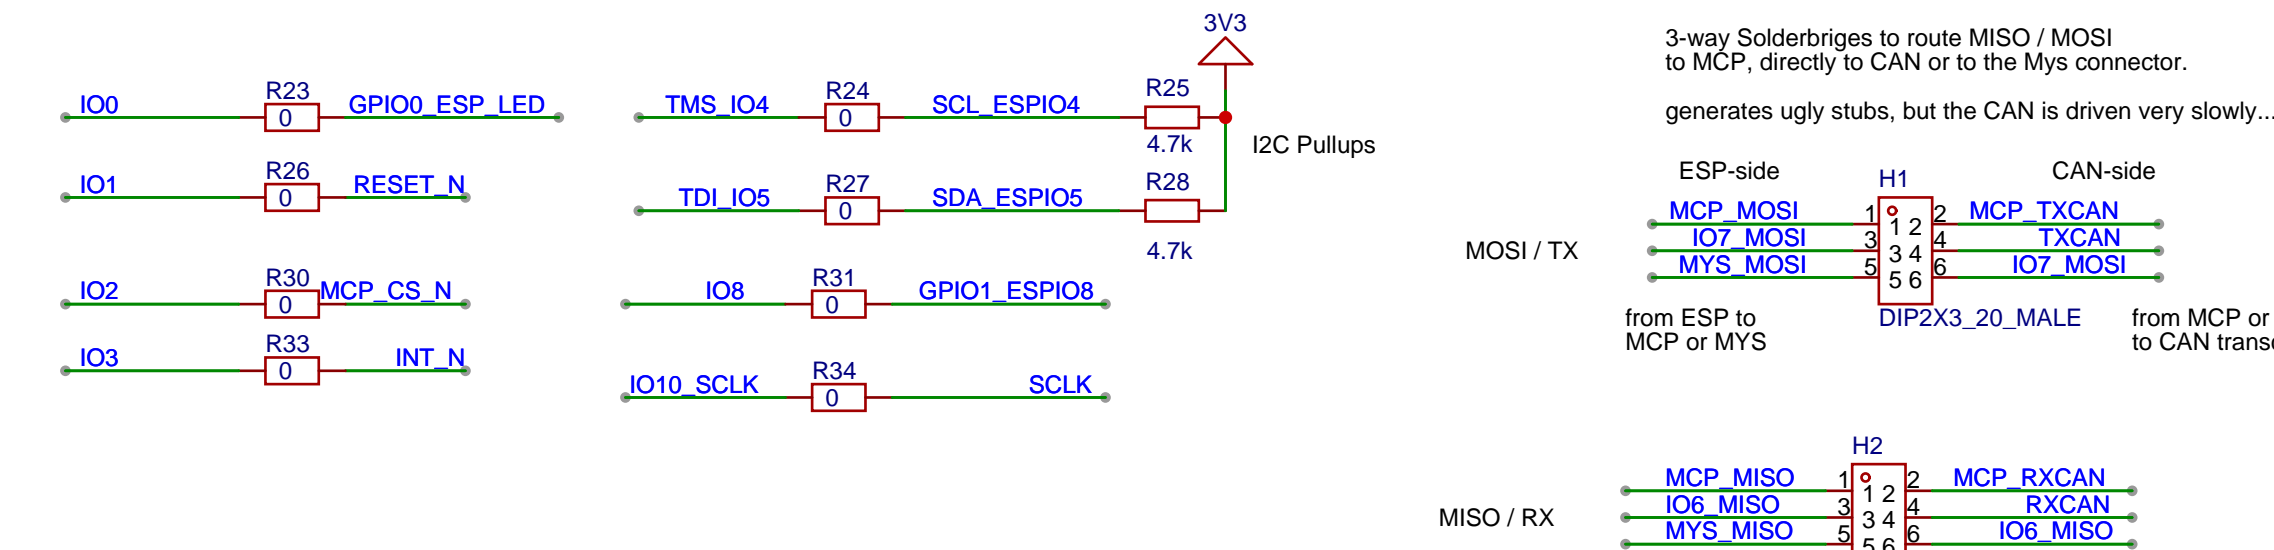 3V3
3-way Solderbriges to route MISO / MOSI
to MCP, directly to CAN or to the Mys connector.
generates ugly stubs, but the CAN is driven very slowly...
IO0 R23 0 GPIO0_ESP_LED
TMS_IO4 R24 0 SCL_ESPIO4 R25 4.7k
I2C Pullups
IO1 R26 0 RESET_N
TDI_IO5 R27 0 SDA_ESPIO5 R28 4.7k
IO2 R30 0 MCP_CS_N
IO8 R31 0 GPIO1_ESPIO8
IO3 R33 0 INT_N
IO10_SCLK R34 0 SCLK
ESP-side H1 CAN-side
MOSI / TX
MCP_MOSI 1 1 2 2 MCP_TXCAN
IO7_MOSI 3 3 4 4 TXCAN
MYS_MOSI 5 5 6 6 IO7_MOSI
DIP2X3_20_MALE
from ESP to
MCP or MYS
from MCP or
to CAN
H2
MISO / RX
MCP_MISO 1 1 2 2 MCP_RXCAN
IO6_MISO 3 3 4 4 RXCAN
MYS_MISO 5 5 6 6 IO6_MISO